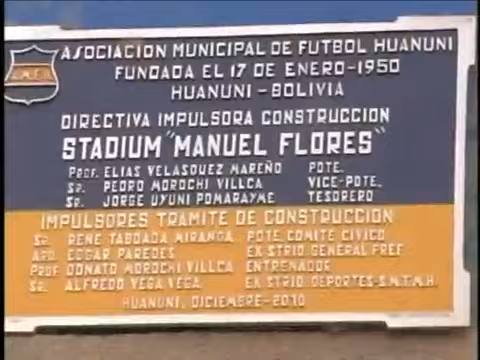 ASOCIACION MUNICIPAL DE FUTBOL HUANUNI
FUNDADA EL 17 DE ENERO-1950
HUANUNI-BOLIVIA
DIRECTIVA IMPULSORA CONSTRUCCION
STADIUM "MANUEL FLORES"
PROF. ELIAS VELASQUEZ MAREÑO PDTE.
SR. PEDRO MOROCHI VILLCA VICE-PDTE.
SR. JORGE UYUNI POMARAYME TESORERO
IMPULSORES TRAMITE DE CONSTRUCCION
SR. RENE TABOADA MIRANDA PDTE. COMITE CIVICO
EDGAR PAREDES EX STRIO. GENERAL FREF
PROF. DONATO MOROCHI VILLCA ENTRENADOR
SR. ALFREDO VEGA VEGA EX STRIO. DEPORTES-S.M.T.M.H.
HUANUNI, DICIEMBRE-2010